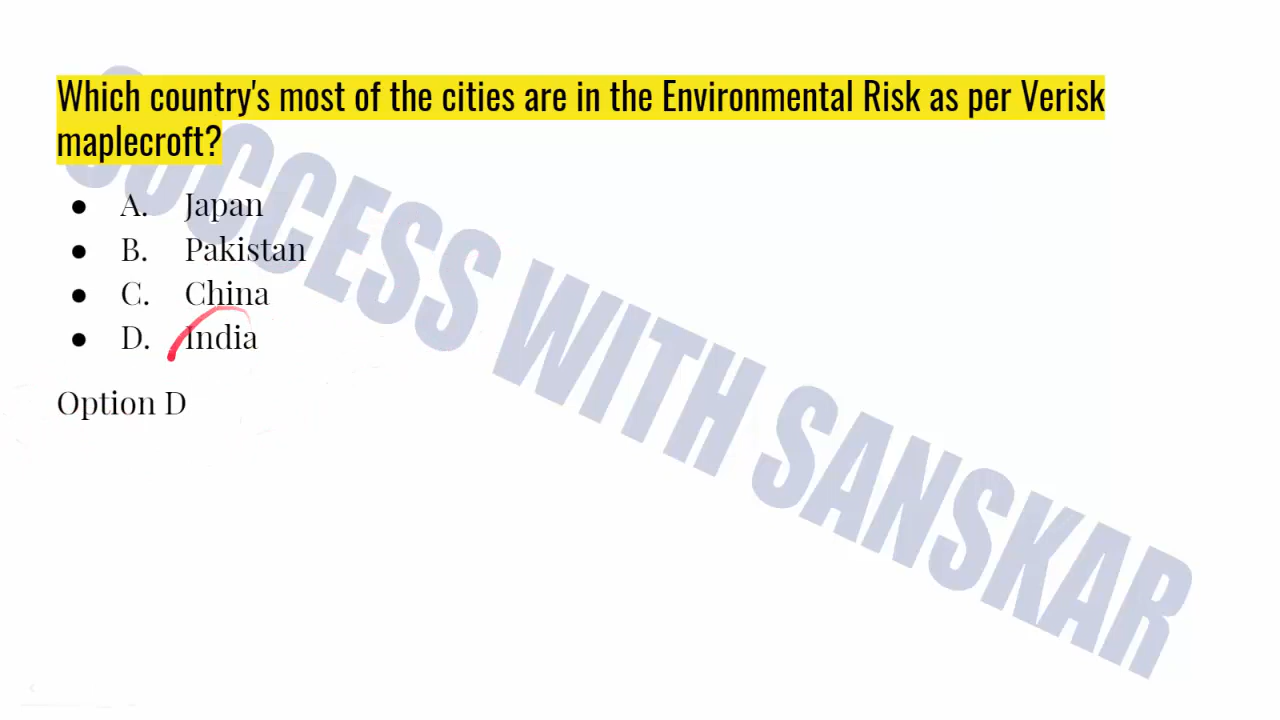 Which country's most of the cities are in the Environmental Risk as per Verisk
maplecroft?
● A. Japan
● B. Pakistan
● C. China
● D. India
Option D
SUCCESS WITH SANSKAR